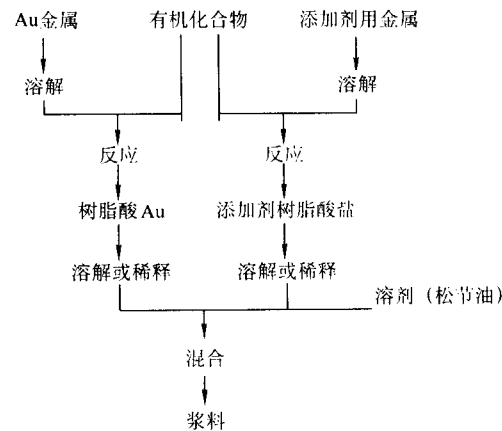 Au金属 有机化合物 添加剂用金属
溶解 溶解
反应 反应
树脂酸Au 添加剂树脂酸盐
溶解或稀释 溶解或稀释
溶剂（松节油）
混合
浆料